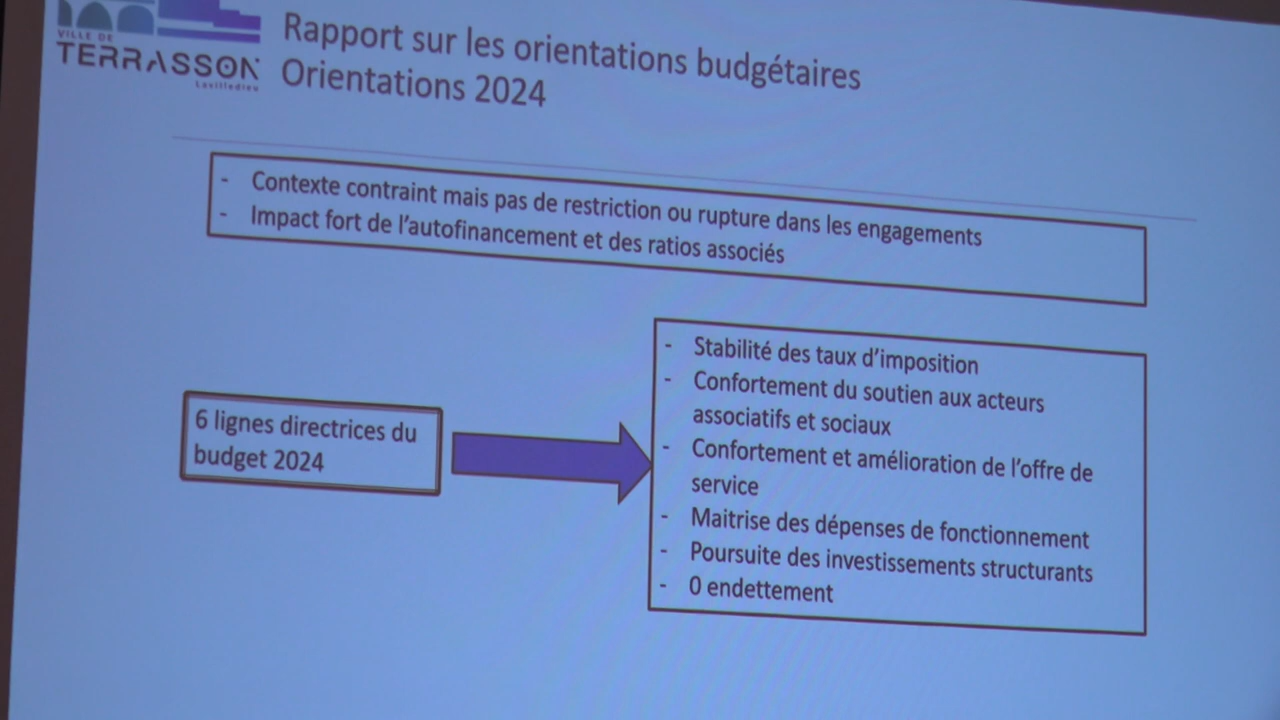 VILLE DE
TERRASSON
Lavilledieu
Rapport sur les orientations budgétaires
Orientations 2024
- Contexte contraint mais pas de restriction ou rupture dans les engagements
- Impact fort de l'autofinancement et des ratios associés
6 lignes directrices du
budget 2024
- Stabilité des taux d'imposition
- Confortement du soutien aux acteurs
associatifs et sociaux
- Confortement et amélioration de l'offre de
service
- Maitrise des dépenses de fonctionnement
- Poursuite des investissements structurants
- 0 endettement